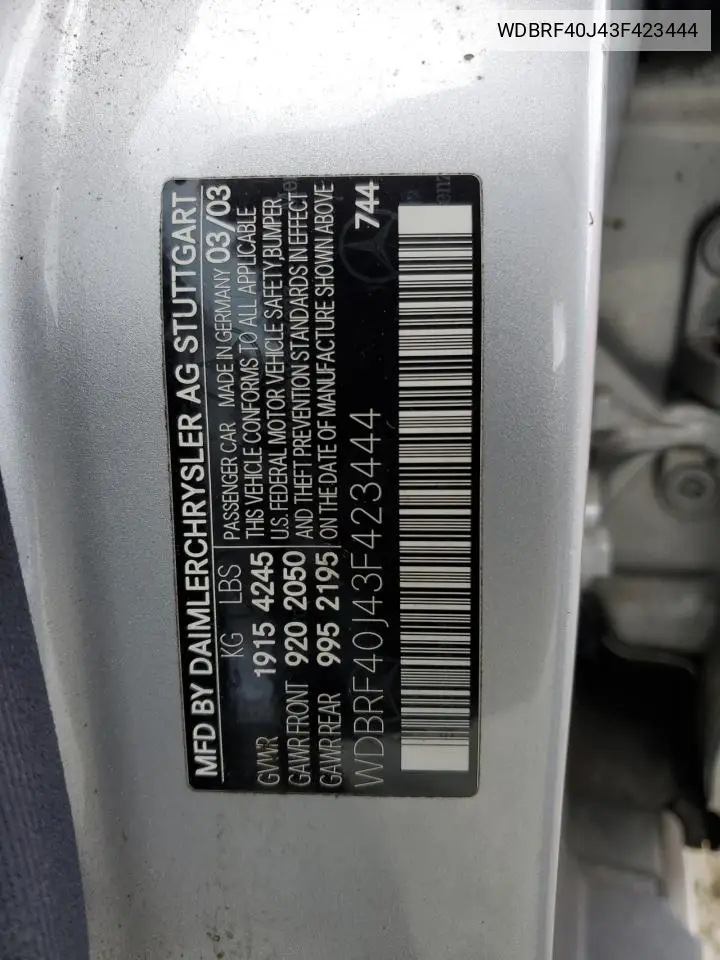 WDBRF40J43F423444
MFD BY DAIMLERCHRYSLER AG STUTTGART
KG LBS
GVWR 1915 4245
GAWR FRONT 920 2050
GAWR REAR 995 2195
PASSENGER CAR MADE IN GERMANY 03/03
THIS VEHICLE CONFORMS TO ALL APPLICABLE
U.S. FEDERAL MOTOR VEHICLE SAFETY,BUMPER
AND THEFT PREVENTION STANDARDS IN EFFECT
ON THE DATE OF MANUFACTURE SHOWN ABOVE
WDBRF40J43F423444 744